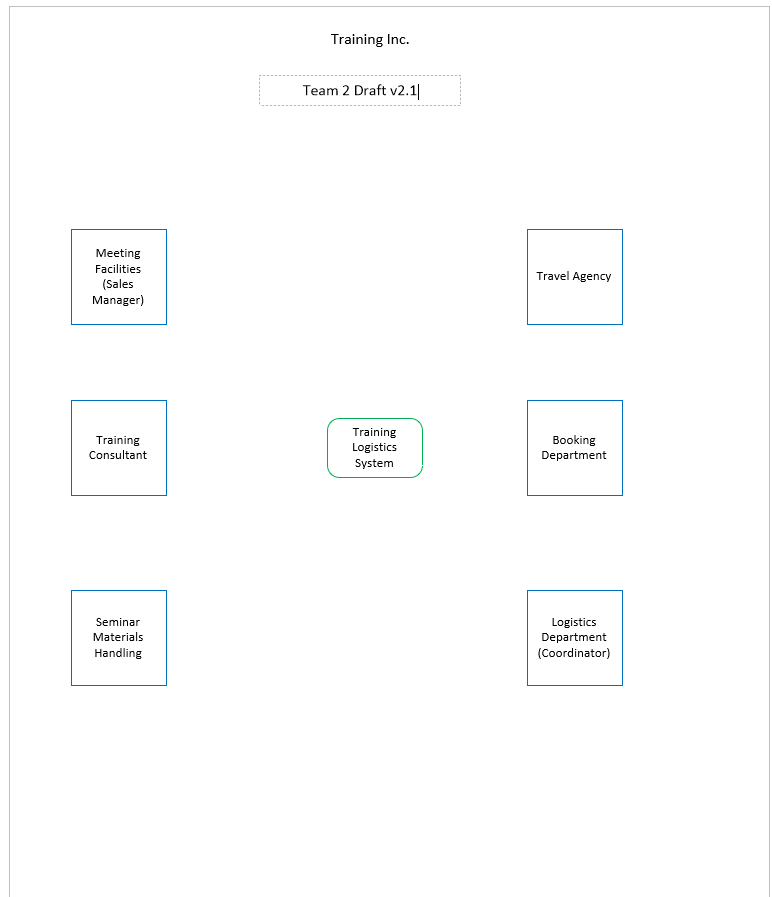 Training Inc.
Team 2 Draft v2.1
Meeting
Facilities
(Sales
Manager)
Travel Agency
Training
Consultant
Training
Logistics
System
Booking
Department
Seminar
Materials
Handling
Logistics
Department
(Coordinator)